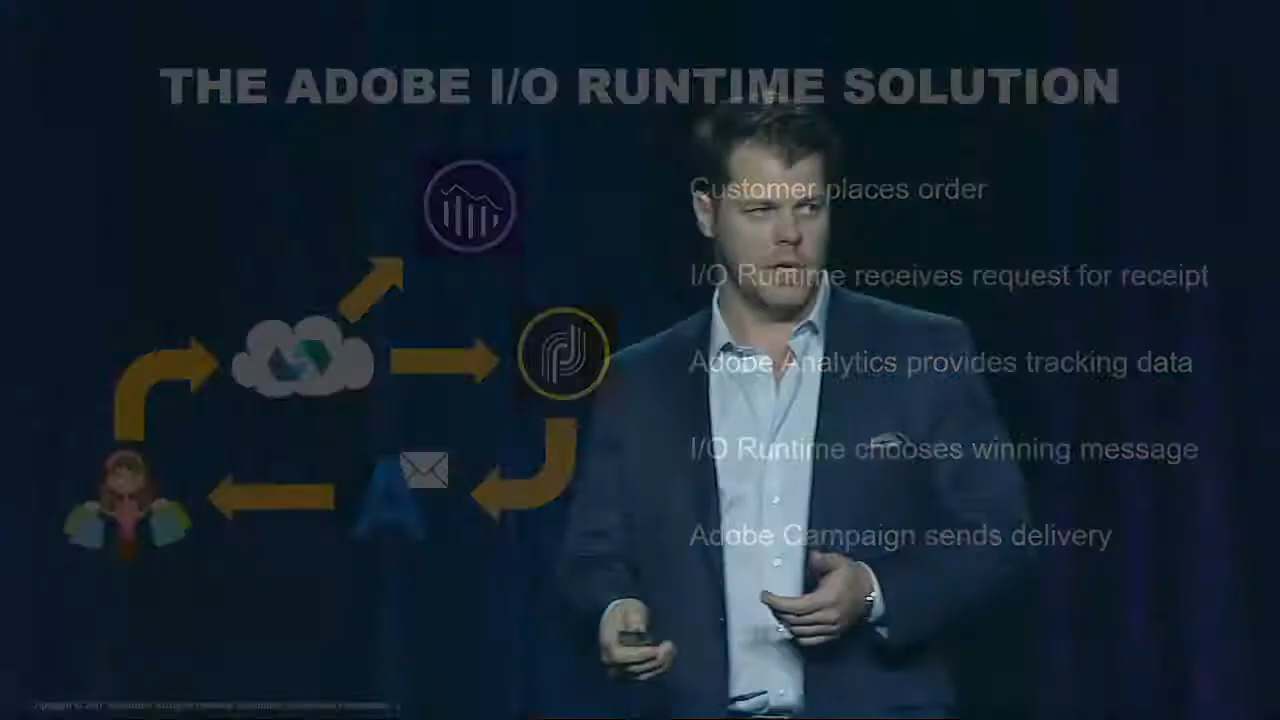 THE ADOBE I/O RUNTIME SOLUTION
Customer places order
I/O Runtime receives request for receipt
Adobe Analytics provides tracking data
I/O Runtime chooses winning message
Adobe Campaign sends delivery